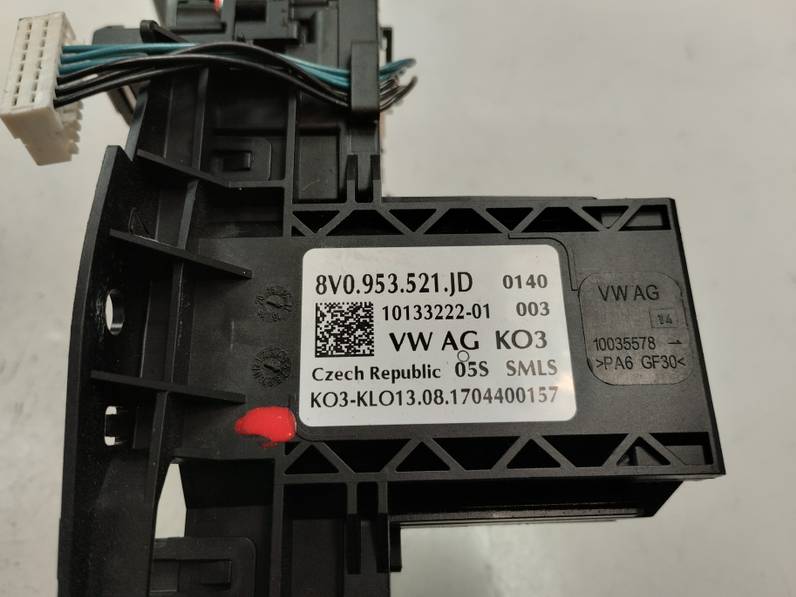 8V0.953.521.JD 0140
10133222-01 003
VW AG KO3
Czech Republic 05S SMLS
KO3-KLO13.08.1704400157
VW AG
14
10035578
>PA6 GF30<